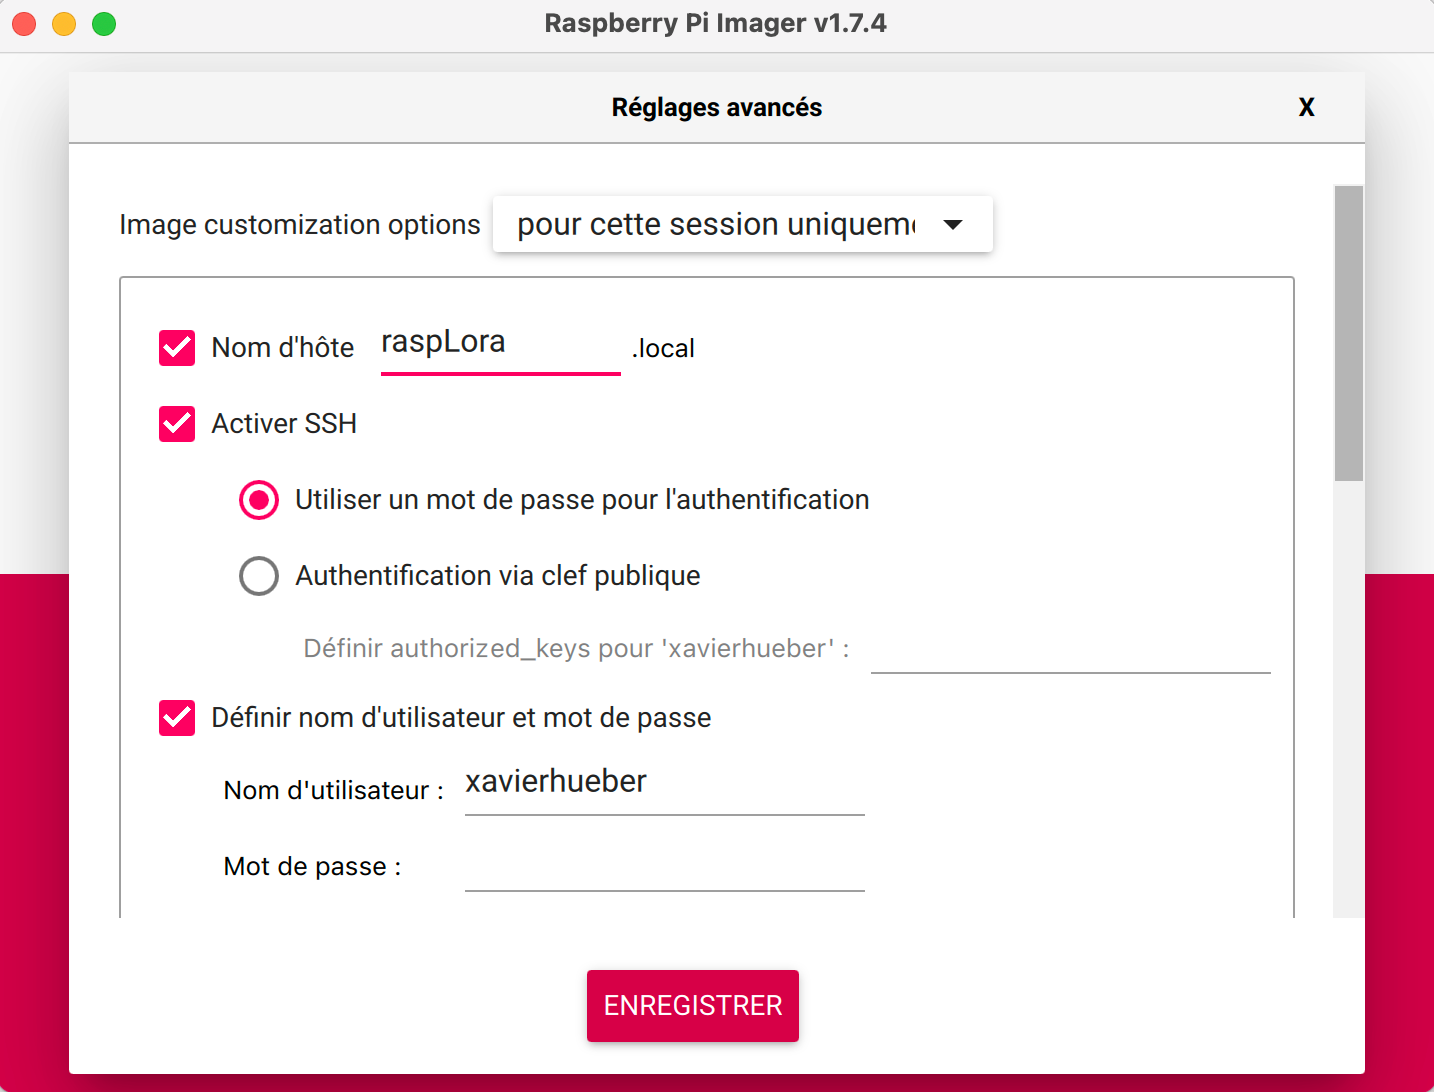 Raspberry Pi Imager v1.7.4
Réglages avancés
X
Image customization options pour cette session uniquem
Nom d'hôte raspLora .local
Activer SSH
Utiliser un mot de passe pour l'authentification
Authentification via clef publique
Définir authorized_keys pour 'xavierhueber' :
Définir nom d'utilisateur et mot de passe
Nom d'utilisateur : xavierhueber
Mot de passe :
ENREGISTRER